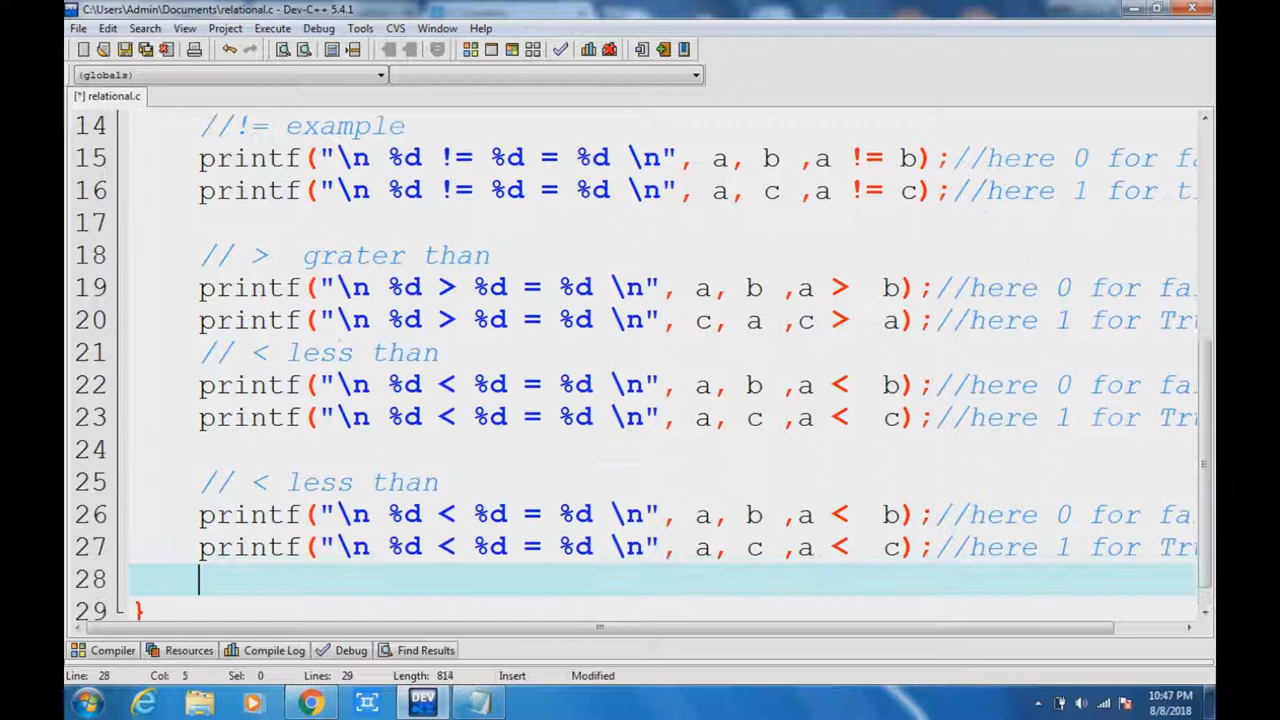 C:\Users\Admin\Documents\relational.c - Dev-C++ 5.4.1
File Edit Search View Project Execute Debug Tools CVS Window Help
(globals)
[*] relational.c
14 //!= example
15 printf("\n %d != %d = %d \n", a, b ,a != b);//here 0 for fa
16 printf("\n %d != %d = %d \n", a, c ,a != c);//here 1 for t
17
18 // > grater than
19 printf("\n %d > %d = %d \n", a, b ,a > b);//here 0 for fa
20 printf("\n %d > %d = %d \n", c, a ,c > a);//here 1 for Tr
21 // < less than
22 printf("\n %d < %d = %d \n", a, b ,a < b);//here 0 for fa
23 printf("\n %d < %d = %d \n", a, c ,a < c);//here 1 for Tr
24
25 // < less than
26 printf("\n %d < %d = %d \n", a, b ,a < b);//here 0 for fa
27 printf("\n %d < %d = %d \n", a, c ,a < c);//here 1 for Tr
28
29 }
Compiler Resources Compile Log Debug Find Results
Line: 28 Col: 5 Sel: 0 Lines: 29 Length: 814 Insert Modified
DEV
10:47 PM
8/8/2018